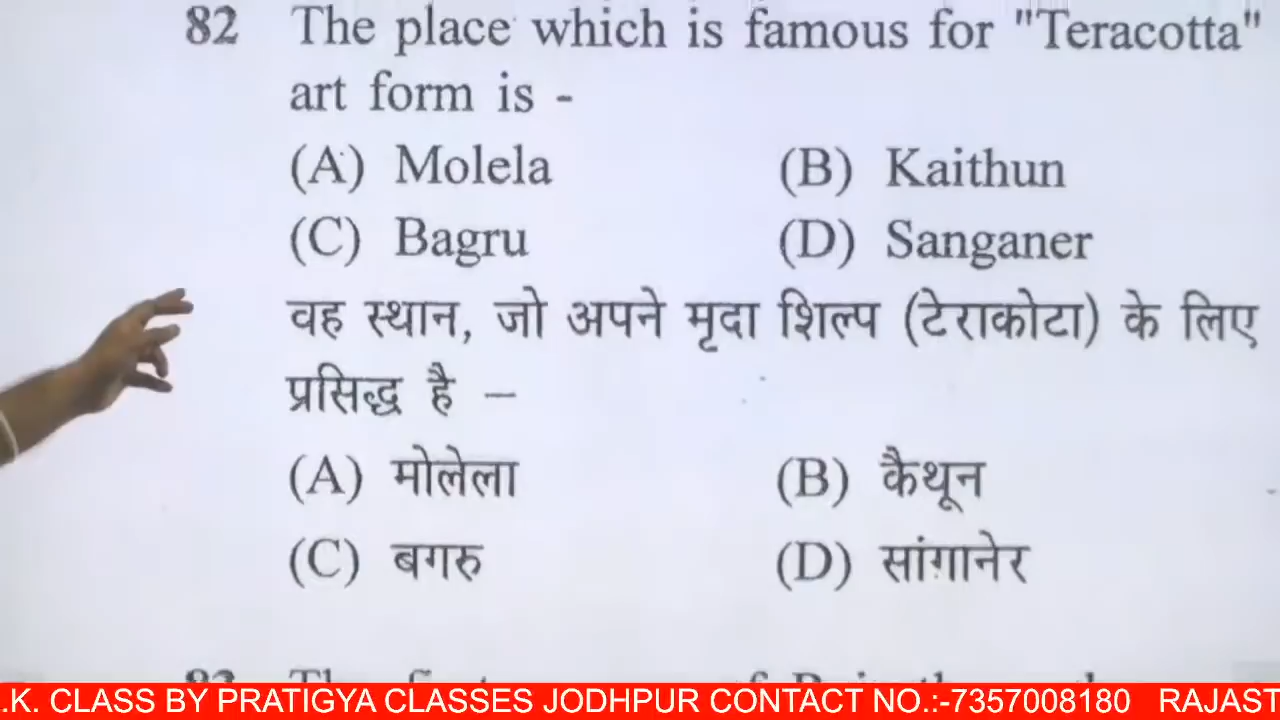 82 The place which is famous for "Teracotta"
art form is -
(A) Molela (B) Kaithun
(C) Bagru (D) Sanganer
वह स्थान, जो अपने मृदा शिल्प (टेराकोटा) के लिए
प्रसिद्ध है –
(A) मोलेला (B) कैथून
(C) बगरु (D) सांग़ानेर
.K. CLASS BY PRATIGYA CLASSES JODHPUR CONTACT NO.:-7357008180 RAJAST